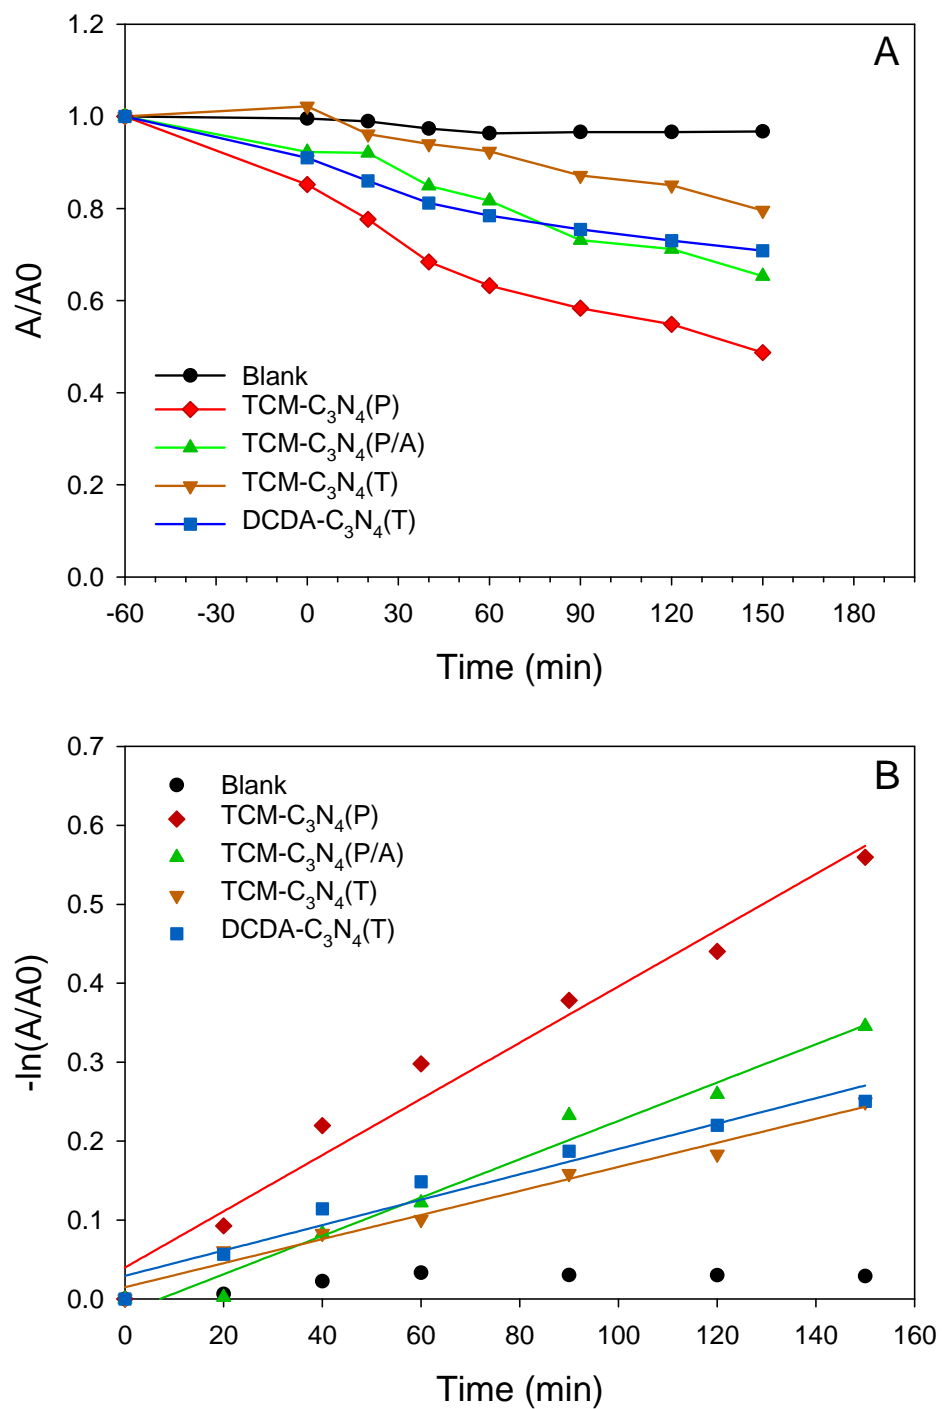 A
1.2
1.0
0.8
0.6
0.4
0.2
0.0
A/A0
Blank
TCM-C₃N₄(P)
TCM-C₃N₄(P/A)
TCM-C₃N₄(T)
DCDA-C₃N₄(T)
-60 -30 0 30 60 90 120 150 180
Time (min)
B
0.7
0.6
0.5
0.4
0.3
0.2
0.1
0.0
-ln(A/A0)
Blank
TCM-C₃N₄(P)
TCM-C₃N₄(P/A)
TCM-C₃N₄(T)
DCDA-C₃N₄(T)
0 20 40 60 80 100 120 140 160
Time (min)